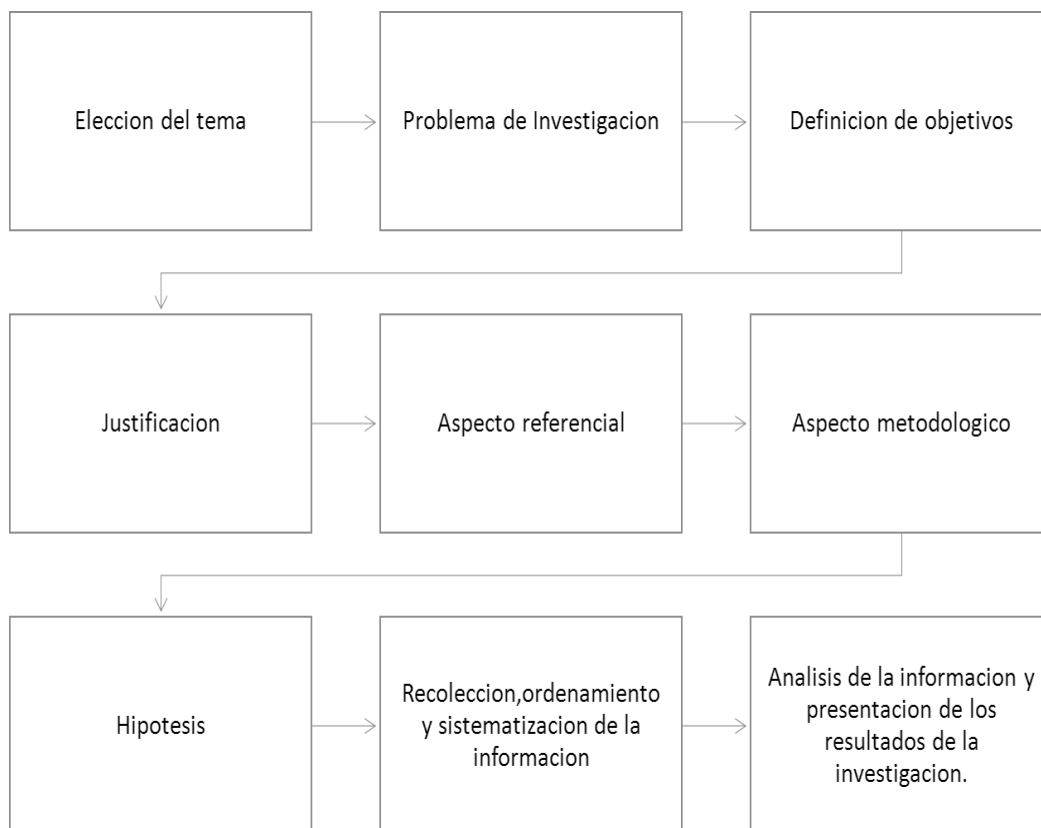 Eleccion del tema
Problema de Investigacion
Definicion de objetivos
Justificacion
Aspecto referencial
Aspecto metodologico
Hipotesis
Recoleccion,ordenamiento
y sistematizacion de la
informacion
Analisis de la informacion y
presentacion de los
resultados de la
investigacion.